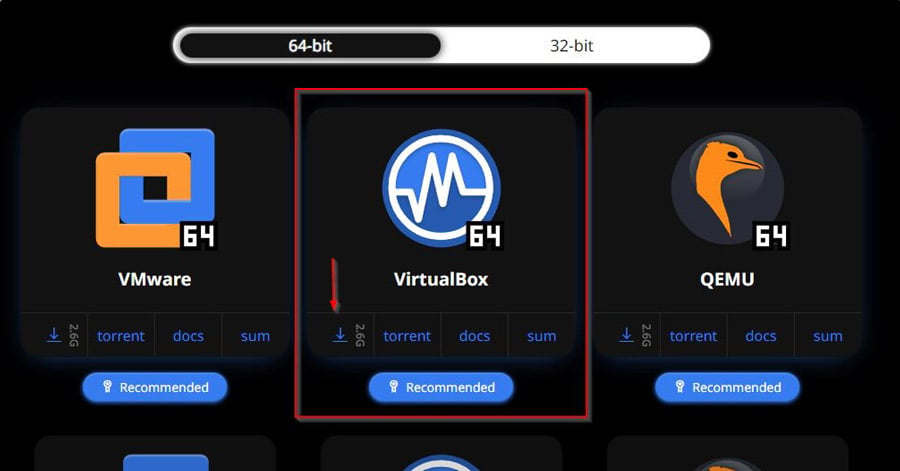 64-bit 32-bit
64 64 64
VMware VirtualBox QEMU
2.6G torrent docs sum 2.6G torrent docs sum 2.6G torrent docs sum
Recommended Recommended Recommended